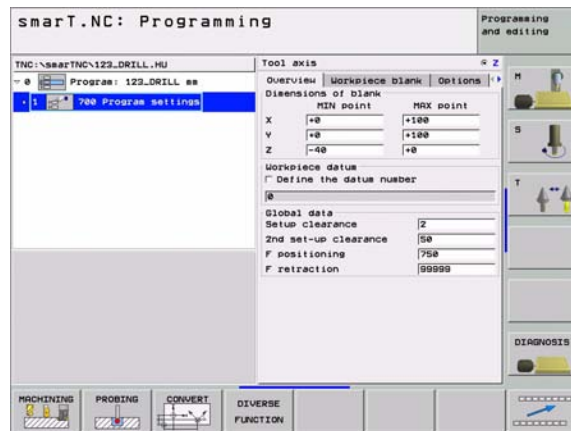 smarT.NC: Programming
Programming and editing
TNC:\smarTNC\123_DRILL.HU
0 Program: 123_DRILL mm
1 700 Program settings
Tool axis
Z
Overview
Workpiece blank
Options
Dimensions of blank
MIN point MAX point
X +0 +100
Y +0 +100
Z -40 +0
Workpiece datum
Define the datum number
0
Global data
Setup clearance 2
2nd set-up clearance 50
F positioning 750
F retraction 99999
M
S
T
DIAGNOSIS
MACHINING
PROBING
CONVERT
DIVERSE
FUNCTION